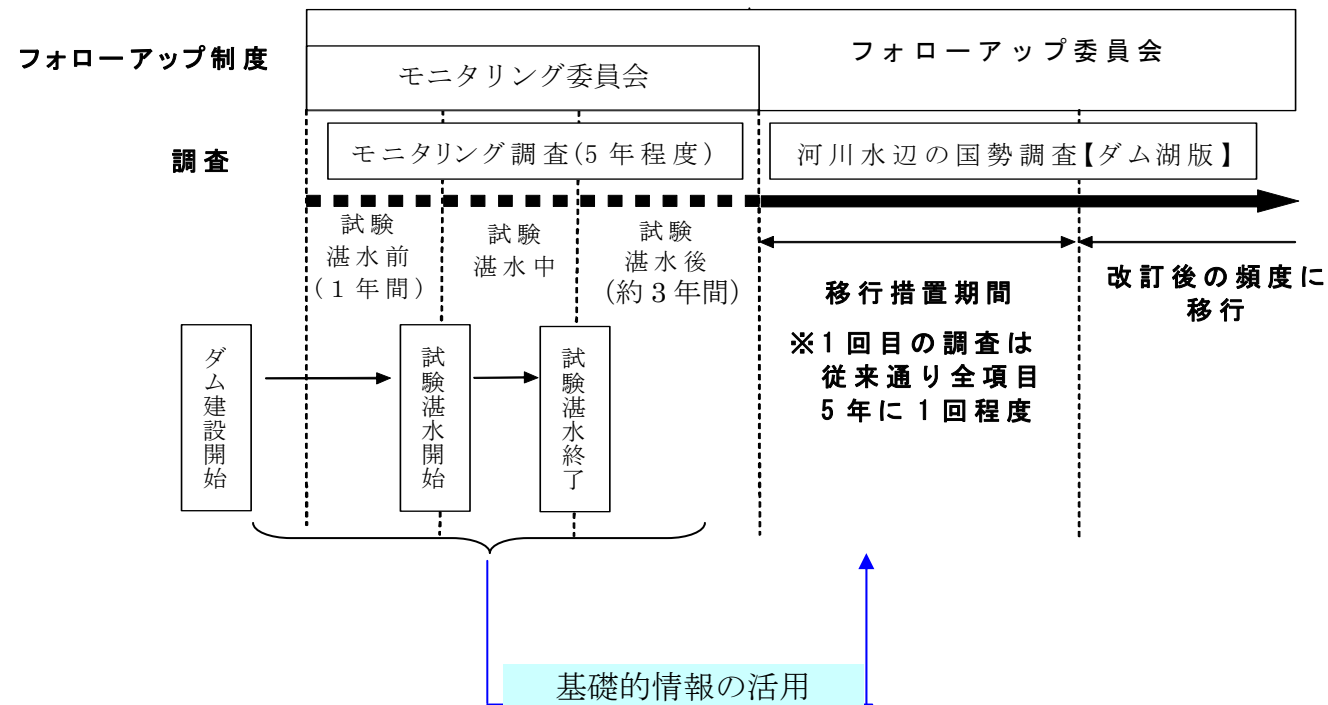 フォローアップ制度
フォローアップ委員会
モニタリング委員会
調査
モニタリング調査(5年程度)
河川水辺の国勢調査【ダム湖版】
試験
湛水前
(1年間)
試験
湛水中
試験
湛水後
(約3年間)
移行措置期間
※1回目の調査は
従来通り全項目
5年に1回程度
改訂後の頻度に
移行
ダム建設開始
試験湛水開始
試験湛水終了
基礎的情報の活用